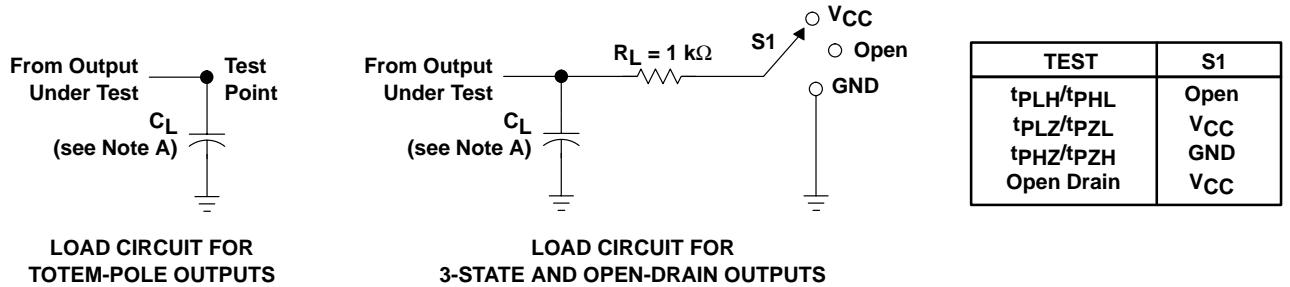 From Output
Under Test
Test
Point
CL
(see Note A)
LOAD CIRCUIT FOR
TOTEM-POLE OUTPUTS
From Output
Under Test
RL = 1 kΩ
S1
VCC
Open
GND
CL
(see Note A)
LOAD CIRCUIT FOR
3-STATE AND OPEN-DRAIN OUTPUTS
TEST S1
tPLH/tPHL Open
tPLZ/tPZL VCC
tPHZ/tPZH GND
Open Drain VCC